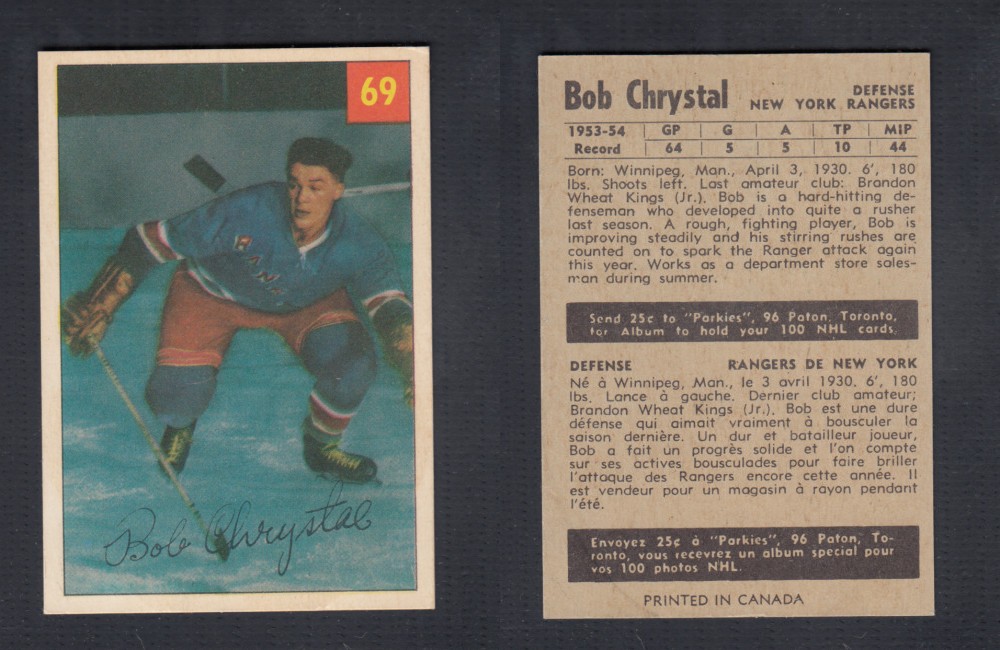 69
RAN
Bob Chrystal
Bob Chrystal
DEFENSE
NEW YORK RANGERS
1953-54 GP G A TP MIP
Record 64 5 5 10 44
Born: Winnipeg, Man., April 3, 1930. 6', 180
lbs. Shoots left. Last amateur club: Brandon
Wheat Kings (Jr.). Bob is a hard-hitting de-
fenseman who developed into quite a rusher
last season. A rough, fighting player, Bob is
improving steadily and his stirring rushes are
counted on to spark the Ranger attack again
this year. Works as a department store sales-
man during summer.
Send 25c to "Parkies", 96 Paton, Toronto,
for Album to hold your 100 NHL cards.
DEFENSE RANGERS DE NEW YORK
Né à Winnipeg, Man., le 3 avril 1930. 6', 180
lbs. Lance à gauche. Dernier club amateur;
Brandon Wheat Kings (Jr.). Bob est une dure
défense qui aimait vraiment à bousculer la
saison dernière. Un dur et batailleur joueur,
Bob a fait un progrès solide et l'on compte
sur ses actives bousculades pour faire briller
l'attaque des Rangers encore cette année. Il
est vendeur pour un magasin à rayon pendant
l'été.
Envoyez 25c à "Parkies", 96 Paton, To-
ronto, vous recevrez un album special pour
vos 100 photos NHL.
PRINTED IN CANADA